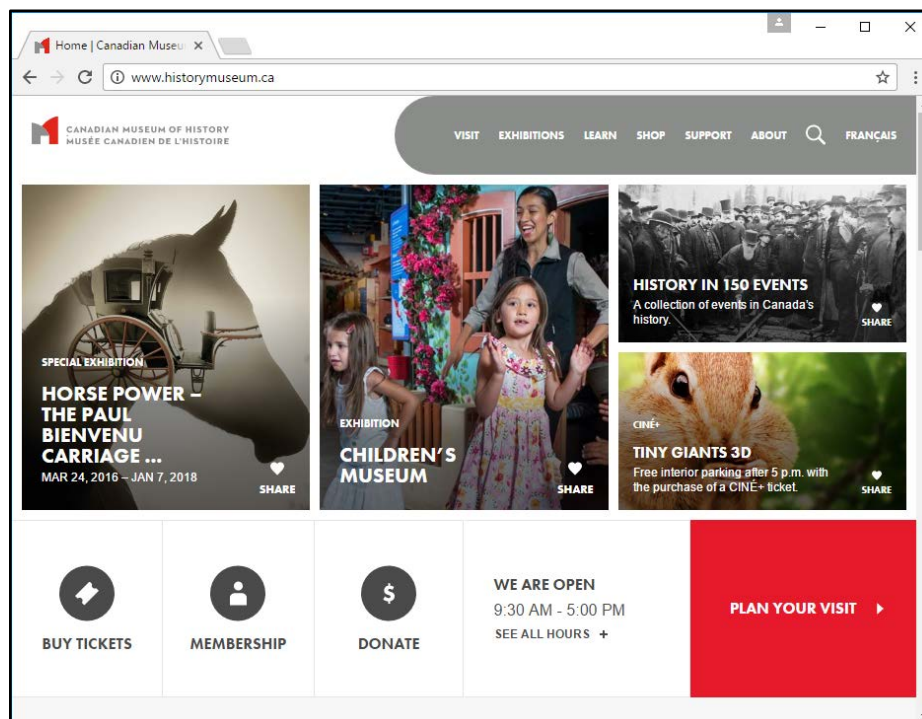 Home | Canadian Museu
www.historymuseum.ca
CANADIAN MUSEUM OF HISTORY
MUSÉE CANADIEN DE L'HISTOIRE
VISIT EXHIBITIONS LEARN SHOP SUPPORT ABOUT FRANÇAIS
SPECIAL EXHIBITION
HORSE POWER –
THE PAUL
BIENVENU
CARRIAGE ...
MAR 24, 2016 – JAN 7, 2018
SHARE
EXHIBITION
CHILDREN'S
MUSEUM
SHARE
HISTORY IN 150 EVENTS
A collection of events in Canada's
history.
SHARE
CINÉ+
TINY GIANTS 3D
Free interior parking after 5 p.m. with
the purchase of a CINÉ+ ticket.
SHARE
BUY TICKETS
MEMBERSHIP
$
DONATE
WE ARE OPEN
9:30 AM - 5:00 PM
SEE ALL HOURS +
PLAN YOUR VISIT